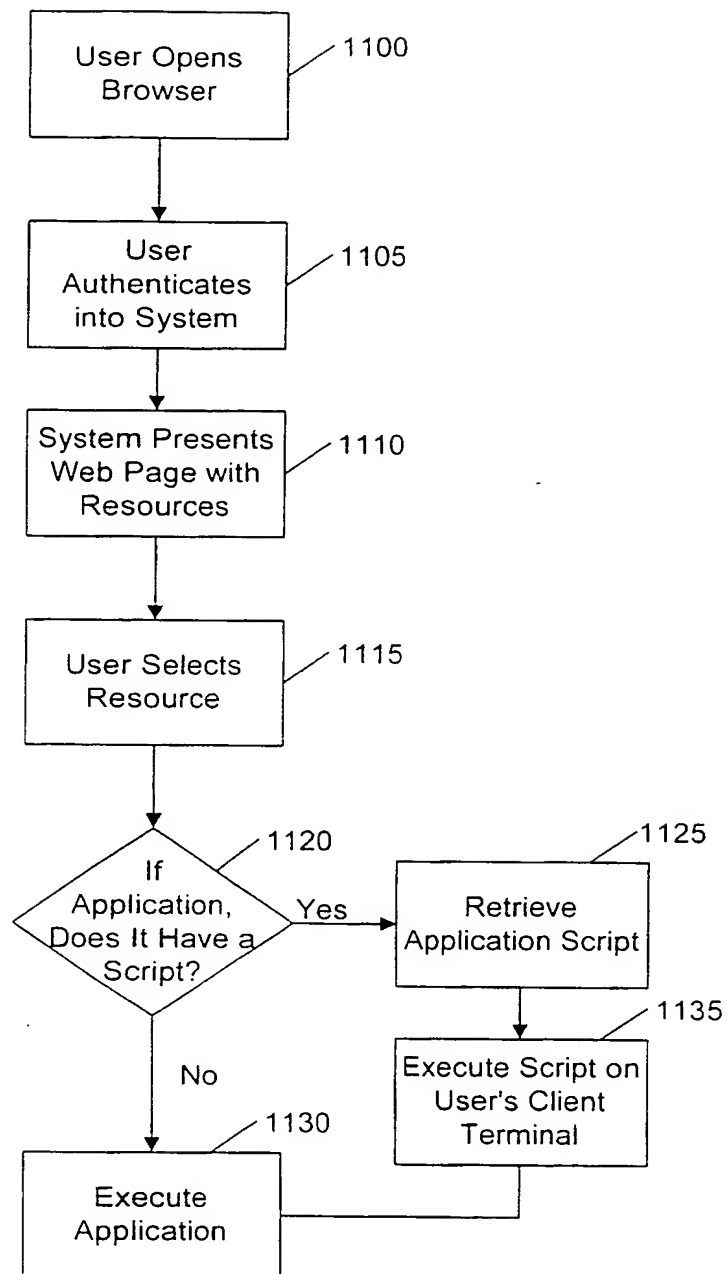 User Opens
Browser
1100
User
Authenticates
into System
1105
System Presents
Web Page with
Resources
1110
User Selects
Resource
1115
If
Application,
Does It Have a
Script?
1120
Yes
Retrieve
Application Script
1125
No
Execute Script on
User's Client
Terminal
1135
Execute
Application
1130